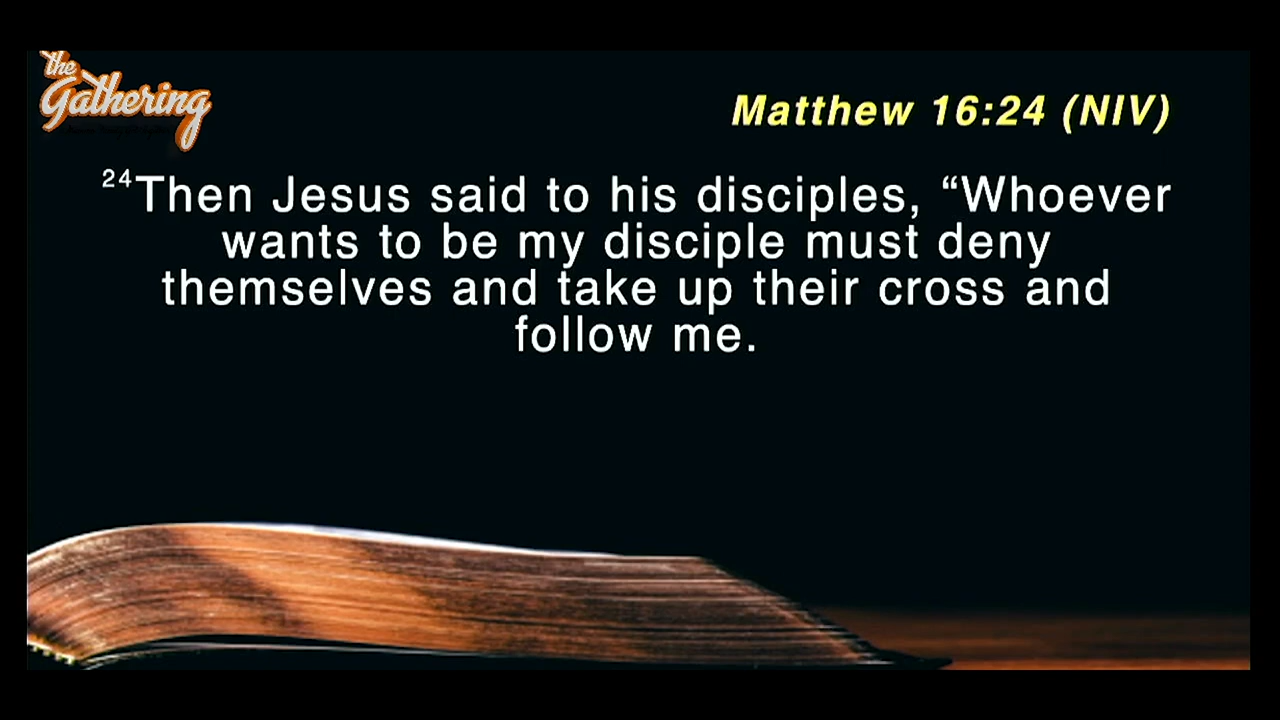 the
Gathering
Matthew 16:24 (NIV)
24Then Jesus said to his disciples, “Whoever
wants to be my disciple must deny
themselves and take up their cross and
follow me.